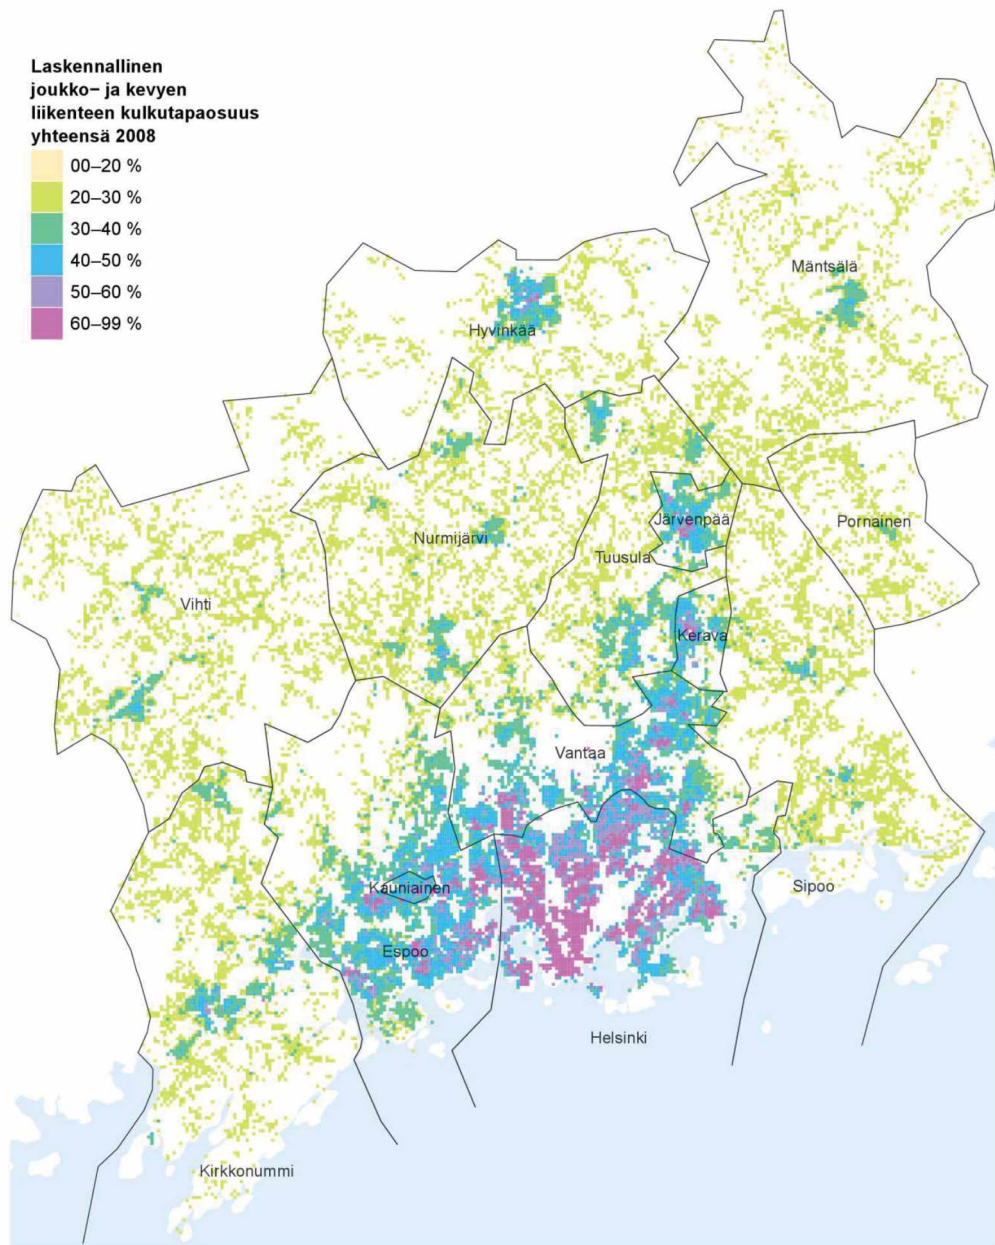 Laskennallinen
joukko− ja kevyen
liikenteen kulkutapaosuus
yhteensä 2008
00–20 %
20–30 %
30–40 %
40–50 %
50–60 %
60–99 %
Mäntsälä
Hyvinkää
Järvenpää
Pornainen
Nurmijärvi
Tuusula
Vihti
Kerava
Vantaa
Kauniainen
Sipoo
Espoo
Helsinki
Kirkkonummi